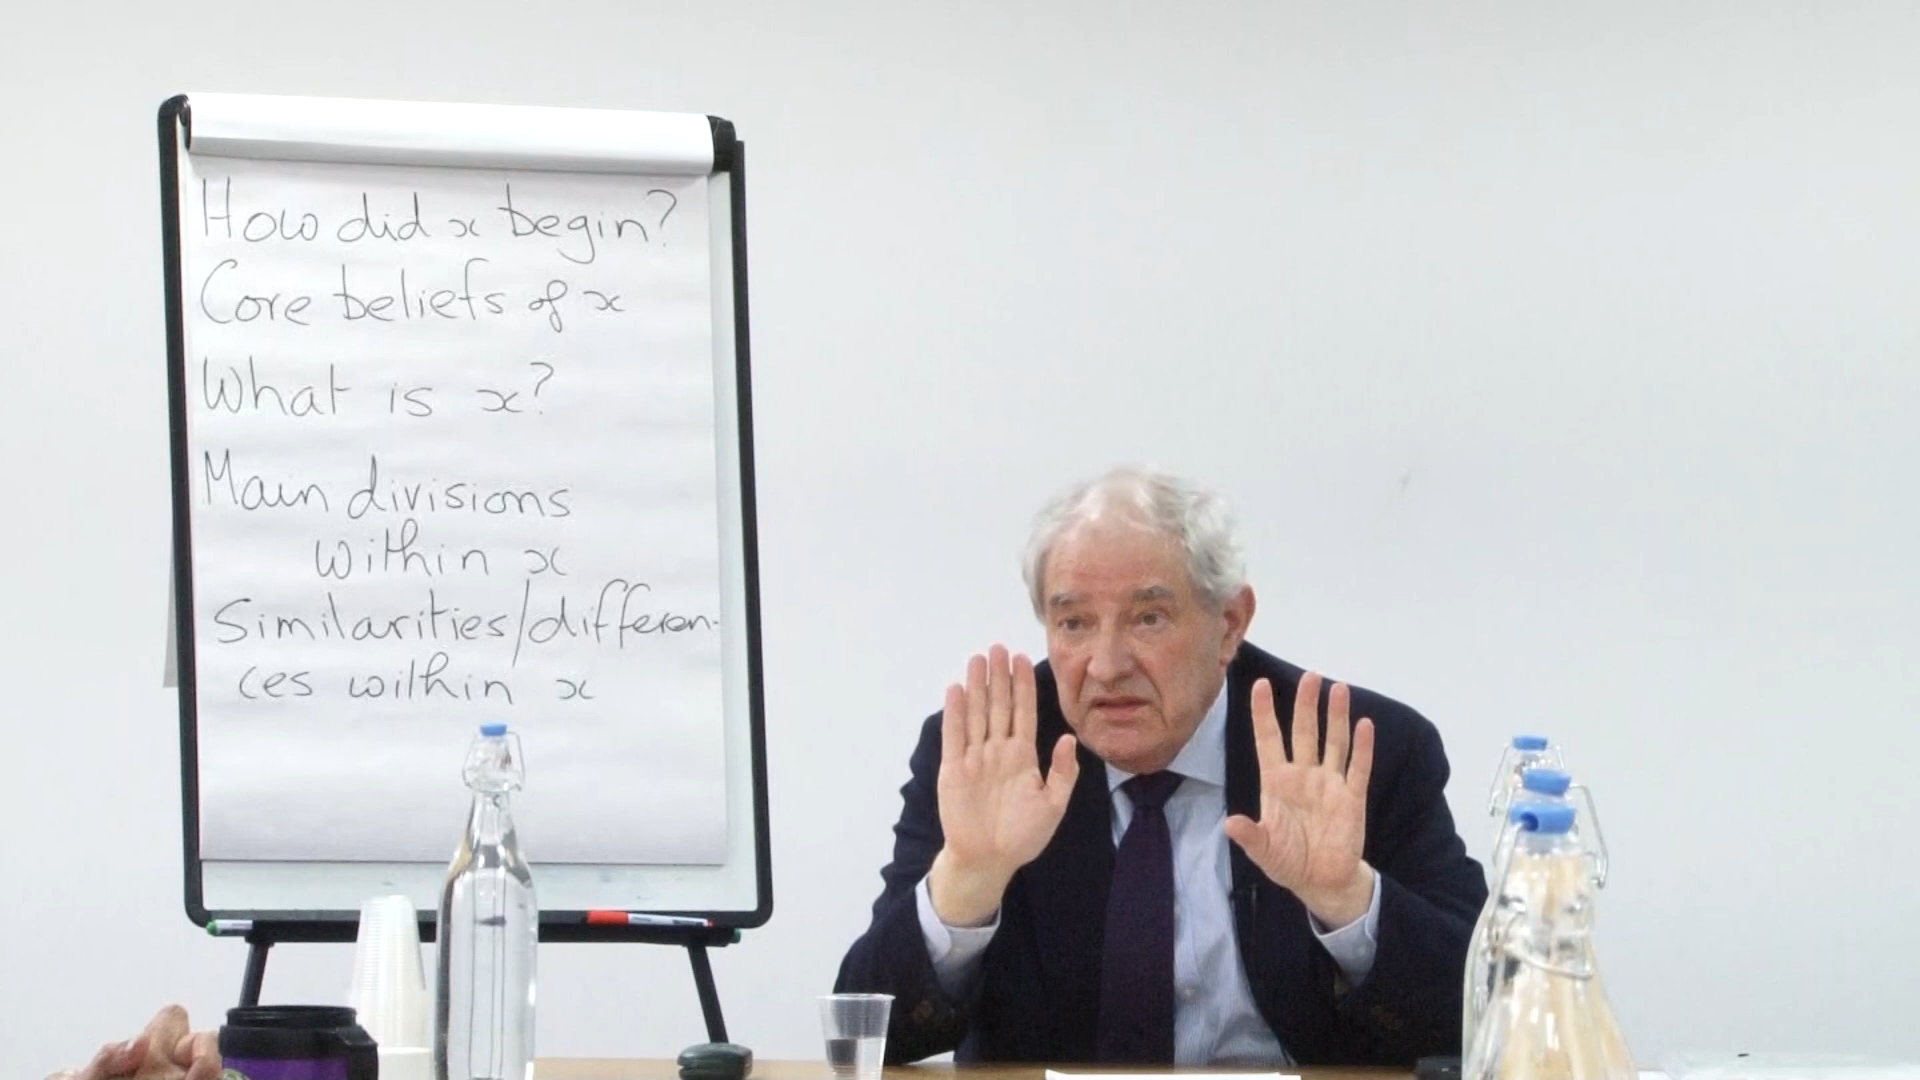 How did x begin?
Core beliefs of x
What is x?
Main divisions
within x
Similarities/differen-
ces within x